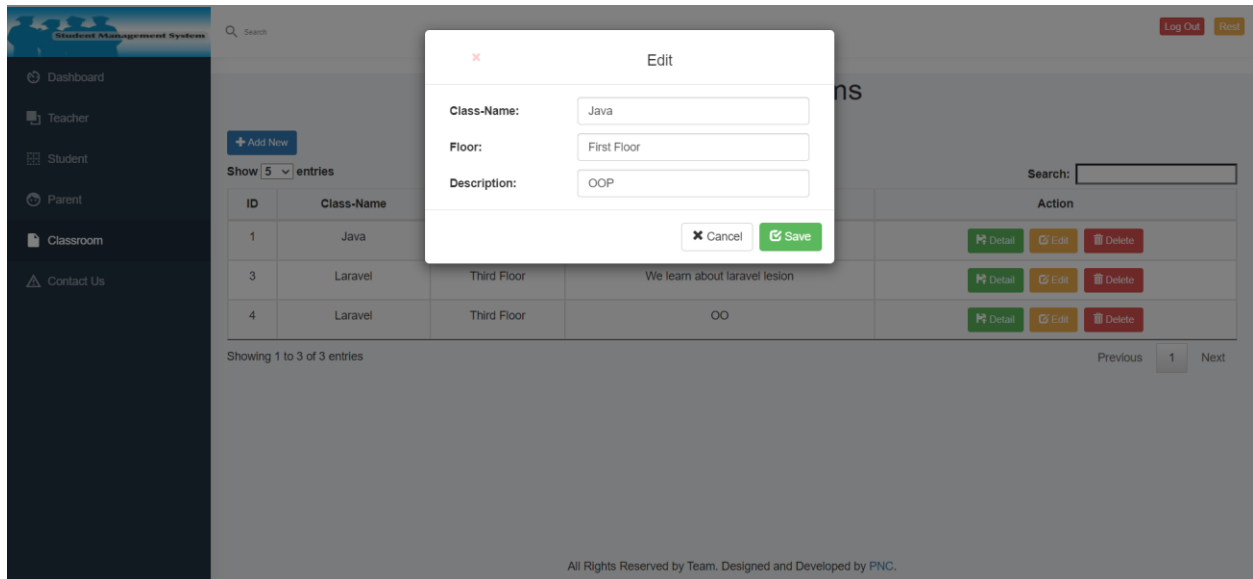 Student Management System
Search
Log Out
Rest
Dashboard
Teacher
Student
Parent
Classroom
Contact Us
Edit
Class-Name:
Java
Floor:
First Floor
Description:
OOP
Cancel
Save
ms
Add New
Show 5 entries
Search:
ID Class-Name Action
1 Java Detail Edit Delete
3 Laravel Third Floor We learn about laravel lesion Detail Edit Delete
4 Laravel Third Floor OO Detail Edit Delete
Showing 1 to 3 of 3 entries
Previous 1 Next
All Rights Reserved by Team. Designed and Developed by PNC.